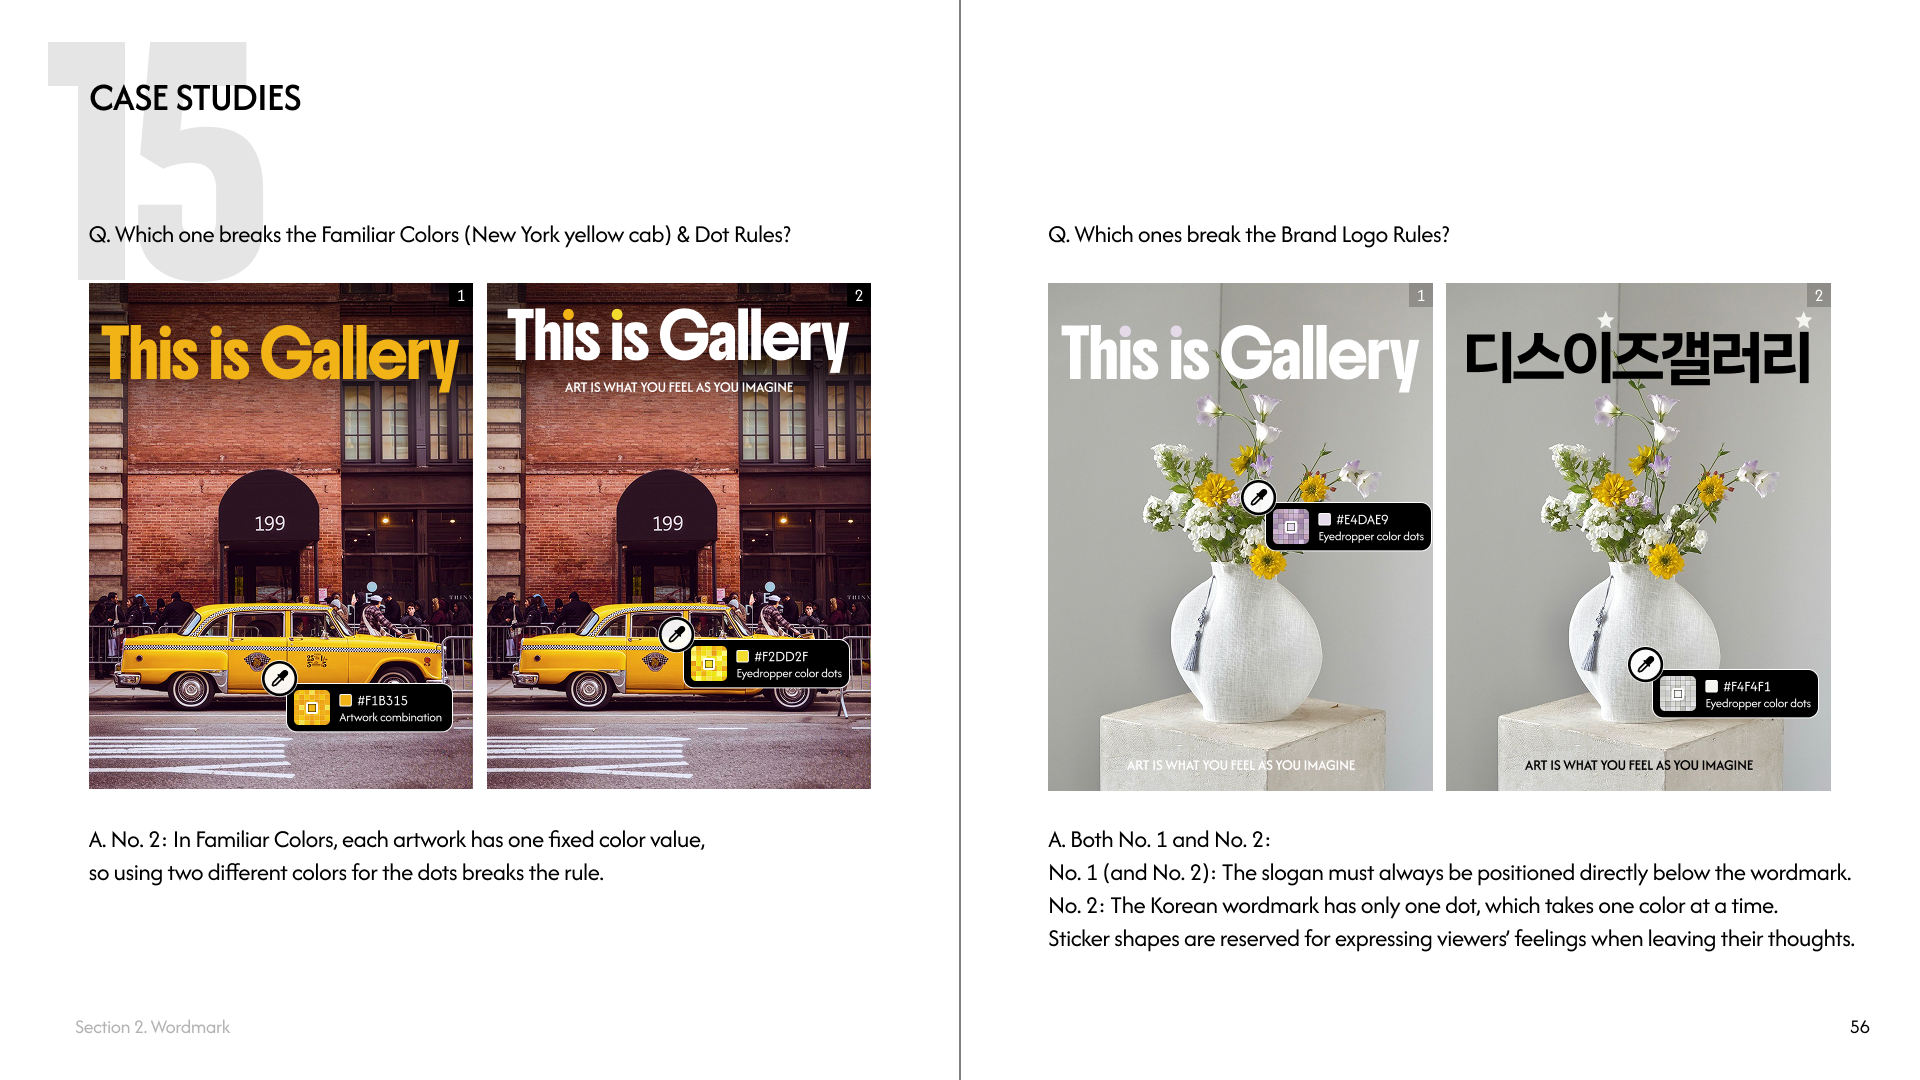 15
CASE STUDIES
Q. Which one breaks the Familiar Colors (New York yellow cab) & Dot Rules?
1
This is Gallery
199
#F1B315
Artwork combination
2
This is Gallery
ART IS WHAT YOU FEEL AS YOU IMAGINE
199
#F2DD2F
Eyedropper color dots
A. No. 2: In Familiar Colors, each artwork has one fixed color value,
so using two different colors for the dots breaks the rule.
Section 2. Wordmark
Q. Which ones break the Brand Logo Rules?
1
This is Gallery
#E4DAE9
Eyedropper color dots
ART IS WHAT YOU FEEL AS YOU IMAGINE
2
디스이즈갤러리
#F4F4F1
Eyedropper color dots
ART IS WHAT YOU FEEL AS YOU IMAGINE
A. Both No. 1 and No. 2:
No. 1 (and No. 2): The slogan must always be positioned directly below the wordmark.
No. 2: The Korean wordmark has only one dot, which takes one color at a time.
Sticker shapes are reserved for expressing viewers’ feelings when leaving their thoughts.
56